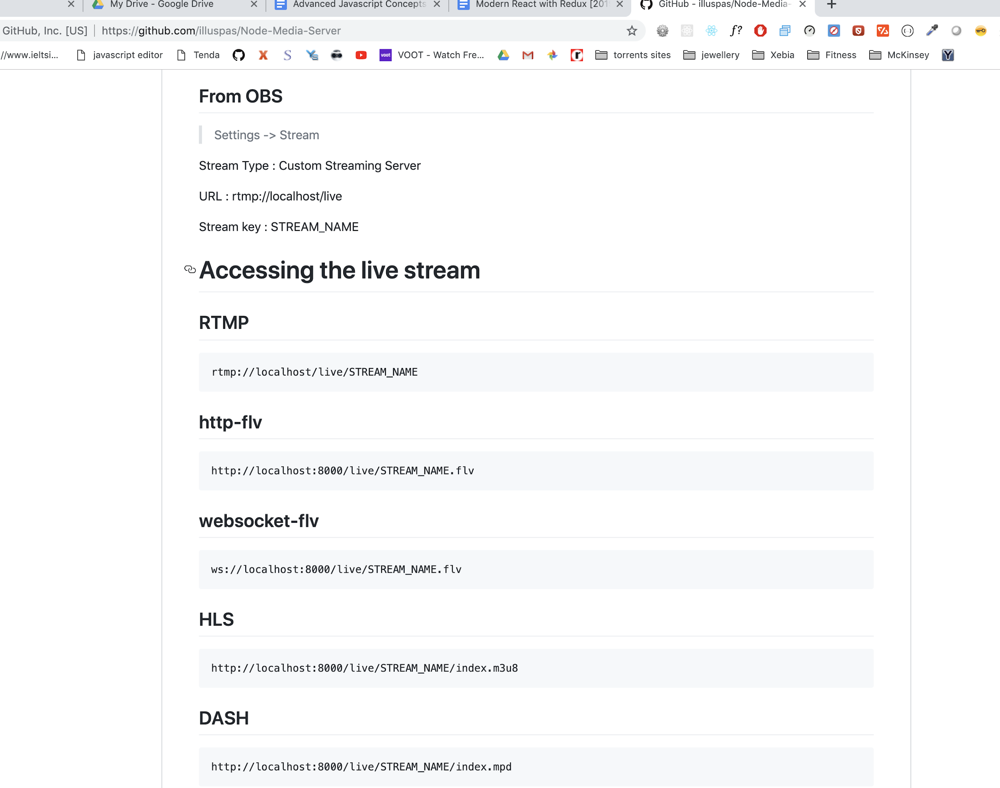 My Drive - Google Drive
Advanced Javascript Concepts
Modern React with Redux [201
GitHub - illuspas/Node-Media-
GitHub, Inc. [US]
https://github.com/illuspas/Node-Media-Server
f?
//www.ieltsi...
javascript editor
Tenda
X
S
voot
VOOT - Watch Fre...
M
r
torrents sites
jewellery
Xebia
Fitness
McKinsey
Y
From OBS
Settings -> Stream
Stream Type : Custom Streaming Server
URL : rtmp://localhost/live
Stream key : STREAM_NAME
Accessing the live stream
RTMP
rtmp://localhost/live/STREAM_NAME
http-flv
http://localhost:8000/live/STREAM_NAME.flv
websocket-flv
ws://localhost:8000/live/STREAM_NAME.flv
HLS
http://localhost:8000/live/STREAM_NAME/index.m3u8
DASH
http://localhost:8000/live/STREAM_NAME/index.mpd